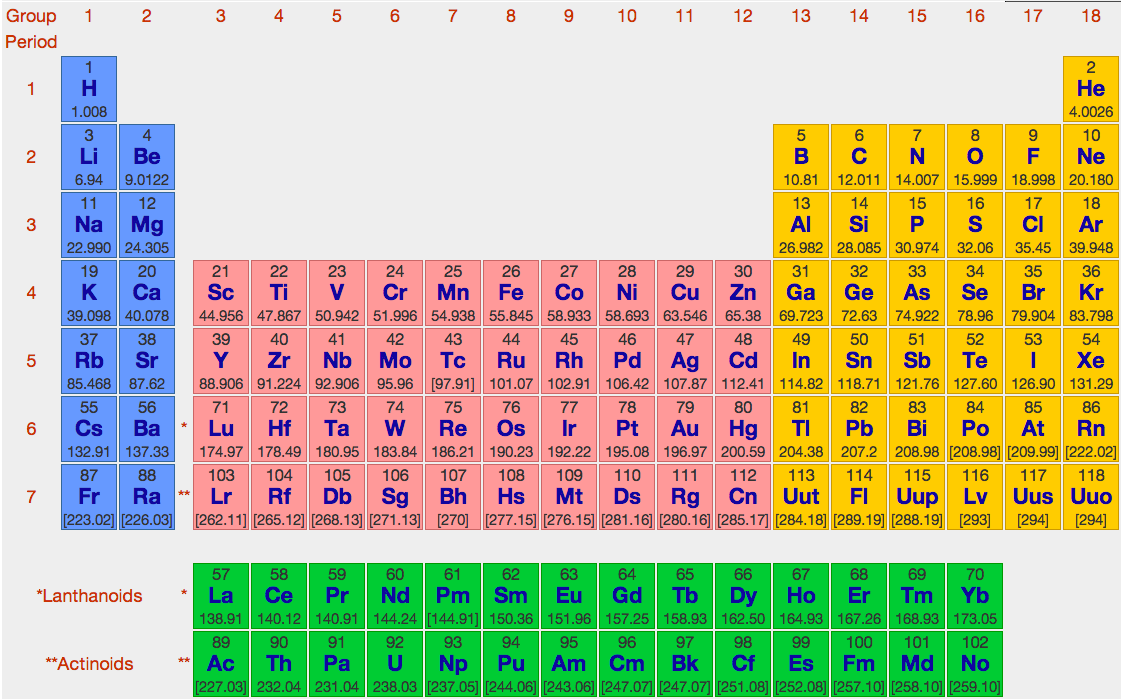 Group 1 2 3 4 5 6 7 8 9 10 11 12 13 14 15 16 17 18
Period
1 2
1 H He
1.008 4.0026
3 4 5 6 7 8 9 10
2 Li Be B C N O F Ne
6.94 9.0122 10.81 12.011 14.007 15.999 18.998 20.180
11 12 13 14 15 16 17 18
3 Na Mg Al Si P S Cl Ar
22.990 24.305 26.982 28.085 30.974 32.06 35.45 39.948
19 20 21 22 23 24 25 26 27 28 29 30 31 32 33 34 35 36
4 K Ca Sc Ti V Cr Mn Fe Co Ni Cu Zn Ga Ge As Se Br Kr
39.098 40.078 44.956 47.867 50.942 51.996 54.938 55.845 58.933 58.693 63.546 65.38 69.723 72.63 74.922 78.96 79.904 83.798
37 38 39 40 41 42 43 44 45 46 47 48 49 50 51 52 53 54
5 Rb Sr Y Zr Nb Mo Tc Ru Rh Pd Ag Cd In Sn Sb Te I Xe
85.468 87.62 88.906 91.224 92.906 95.96 [97.91] 101.07 102.91 106.42 107.87 112.41 114.82 118.71 121.76 127.60 126.90 131.29
55 56 71 72 73 74 75 76 77 78 79 80 81 82 83 84 85 86
6 Cs Ba * Lu Hf Ta W Re Os Ir Pt Au Hg Tl Pb Bi Po At Rn
132.91 137.33 174.97 178.49 180.95 183.84 186.21 190.23 192.22 195.08 196.97 200.59 204.38 207.2 208.98 [208.98] [209.99] [222.02]
87 88 103 104 105 106 107 108 109 110 111 112 113 114 115 116 117 118
7 Fr Ra ** Lr Rf Db Sg Bh Hs Mt Ds Rg Cn Uut Fl Uup Lv Uus Uuo
[223.02] [226.03] [262.11] [265.12] [268.13] [271.13] [270] [277.15] [276.15] [281.16] [280.16] [285.17] [284.18] [289.19] [288.19] [293] [294] [294]
57 58 59 60 61 62 63 64 65 66 67 68 69 70
*Lanthanoids * La Ce Pr Nd Pm Sm Eu Gd Tb Dy Ho Er Tm Yb
138.91 140.12 140.91 144.24 [144.91] 150.36 151.96 157.25 158.93 162.50 164.93 167.26 168.93 173.05
89 90 91 92 93 94 95 96 97 98 99 100 101 102
**Actinoids ** Ac Th Pa U Np Pu Am Cm Bk Cf Es Fm Md No
[227.03] 232.04 231.04 238.03 [237.05] [244.06] [243.06] [247.07] [247.07] [251.08] [252.08] [257.10] [258.10] [259.10]